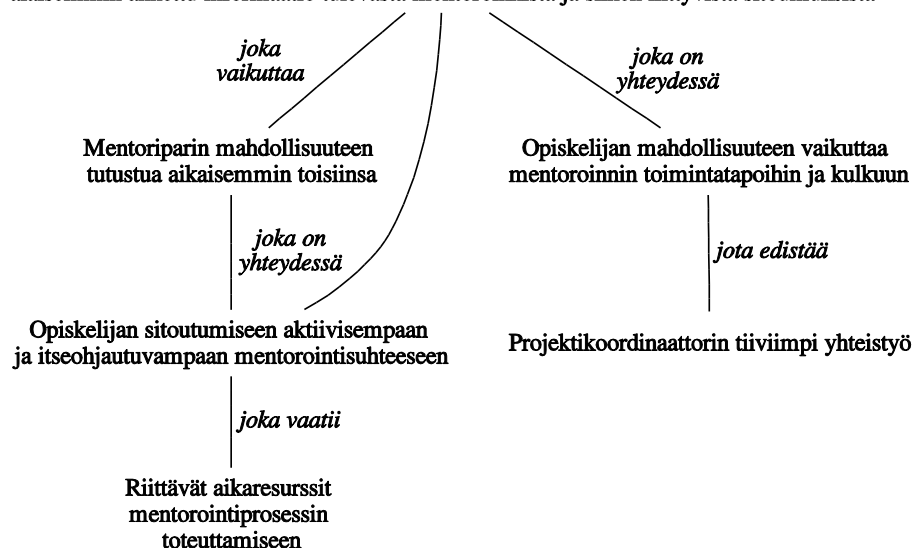 joka
vaikuttaa
joka on
yhteydessä
Mentoriparin mahdollisuuteen
tutustua aikaisemmin toisiinsa
Opiskelijan mahdollisuuteen vaikuttaa
mentoroinnin toimintatapoihin ja kulkuun
joka on
yhteydessä
jota edistää
Opiskelijan sitoutumiseen aktiivisempaan
ja itseohjautuvampaan mentorointisuhteeseen
Projektikoordinaattorin tiiviimpi yhteistyö
joka vaatii
Riittävät aikaresurssit
mentorointiprosessin
toteuttamiseen